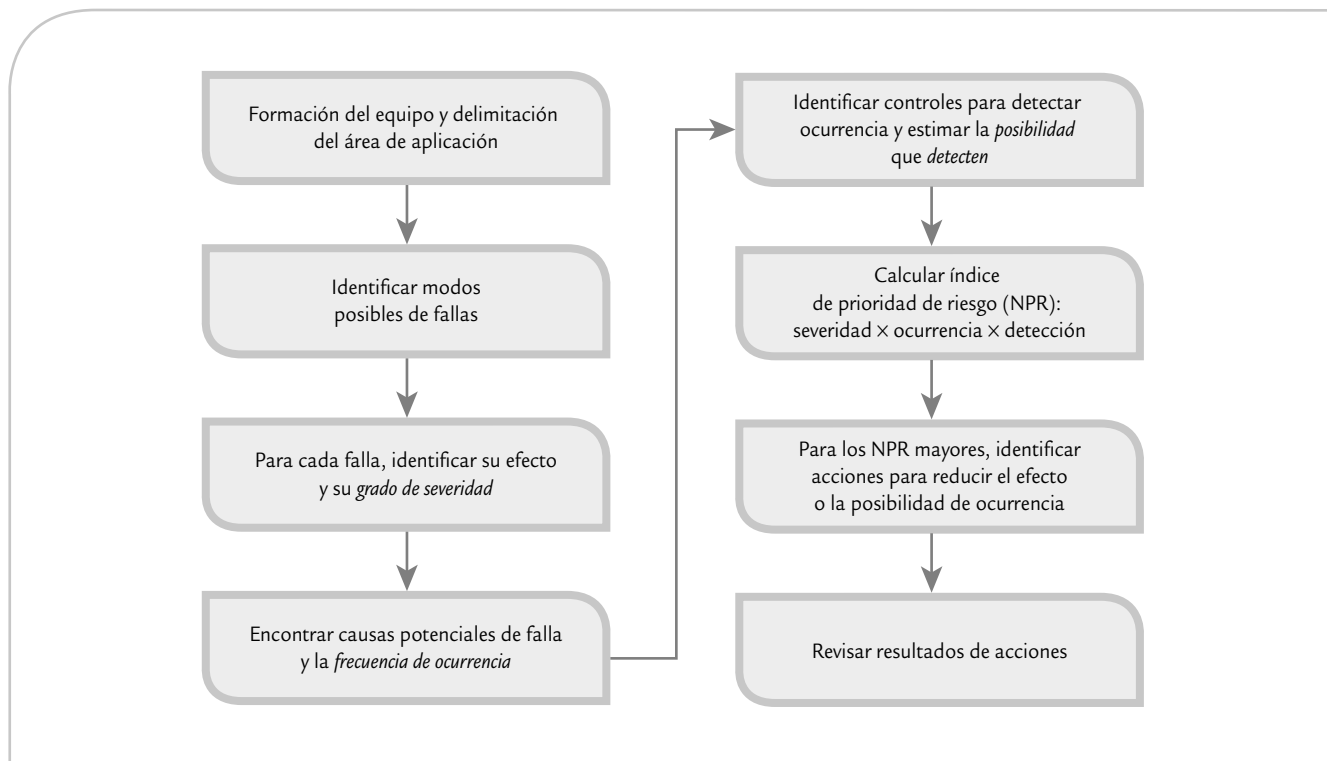 Formación del equipo y delimitación
del área de aplicación
Identificar modos
posibles de fallas
Para cada falla, identificar su efecto
y su grado de severidad
Encontrar causas potenciales de falla
y la frecuencia de ocurrencia
Identificar controles para detectar
ocurrencia y estimar la posibilidad
que detecten
Calcular índice
de prioridad de riesgo (NPR):
severidad × ocurrencia × detección
Para los NPR mayores, identificar
acciones para reducir el efecto
o la posibilidad de ocurrencia
Revisar resultados de acciones